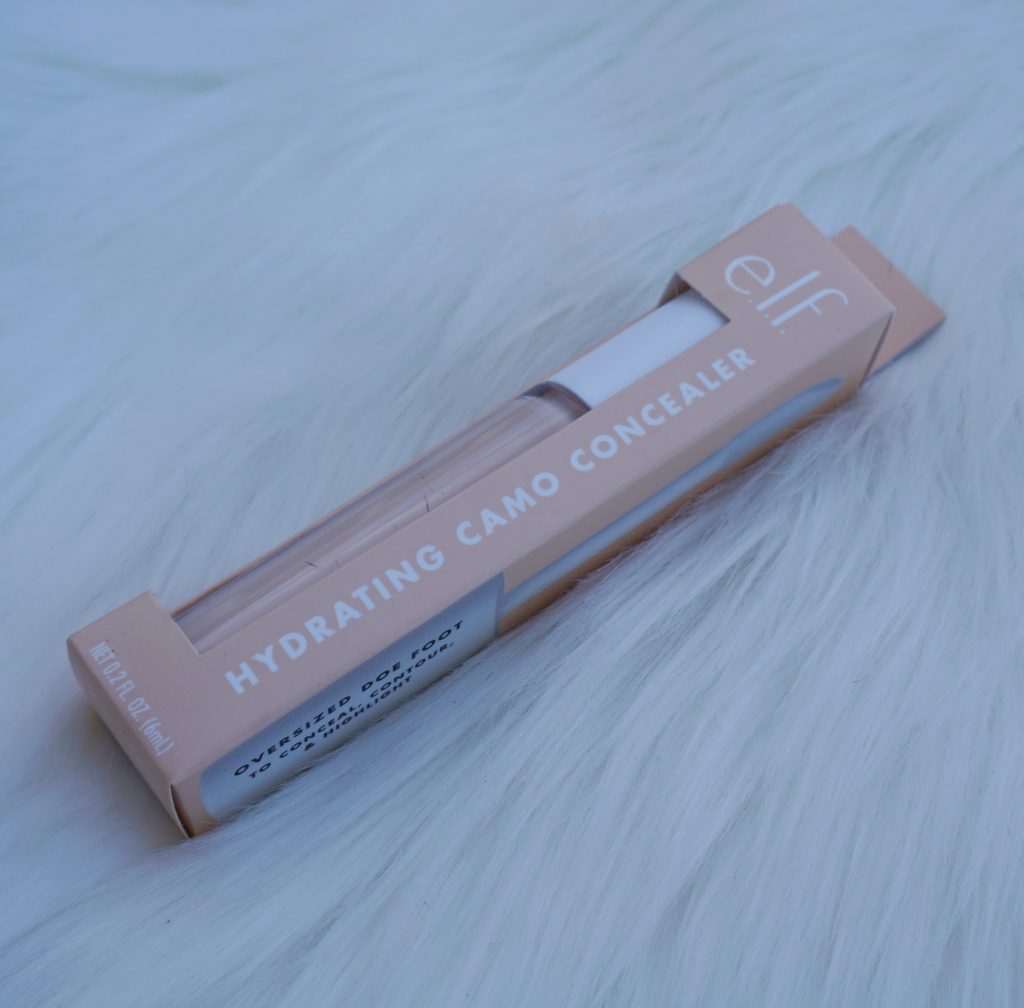 e.l.f.
HYDRATING CAMO CONCEALER
OVERSIZED DOE FOOT
TO CONCEAL, CONTOUR,
& HIGHLIGHT
NET 0.2 FL. OZ. (6mL)